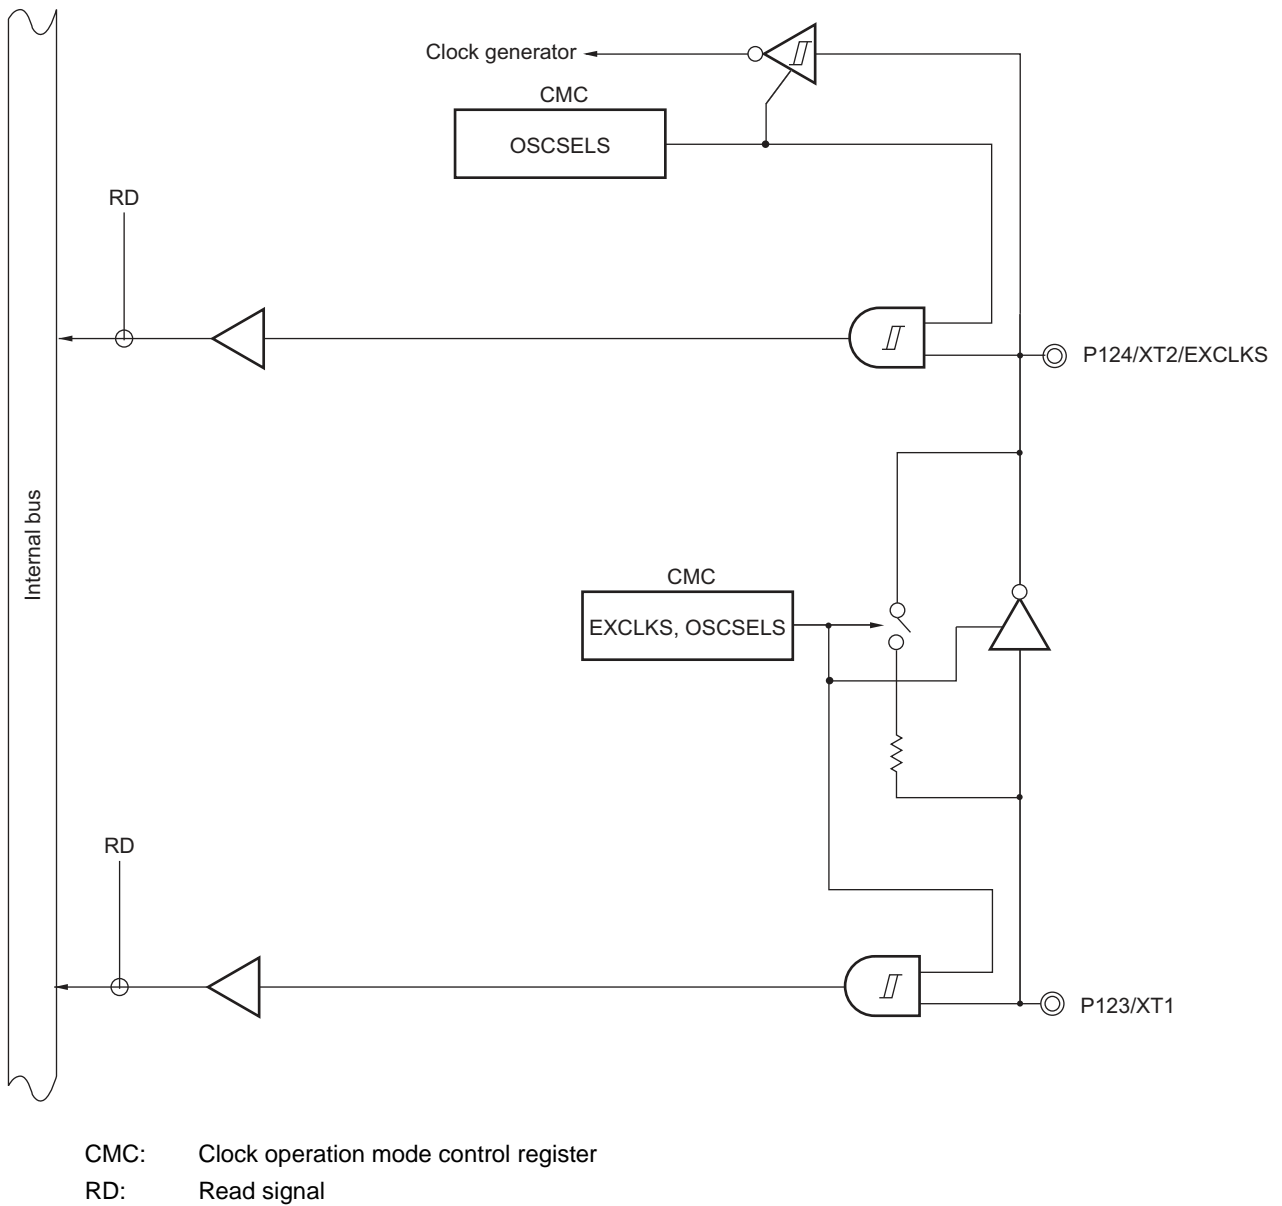 Clock generator
CMC
OSCSELS
RD
P124/XT2/EXCLKS
Internal bus
CMC
EXCLKS, OSCSELS
RD
P123/XT1
CMC: Clock operation mode control register
RD: Read signal